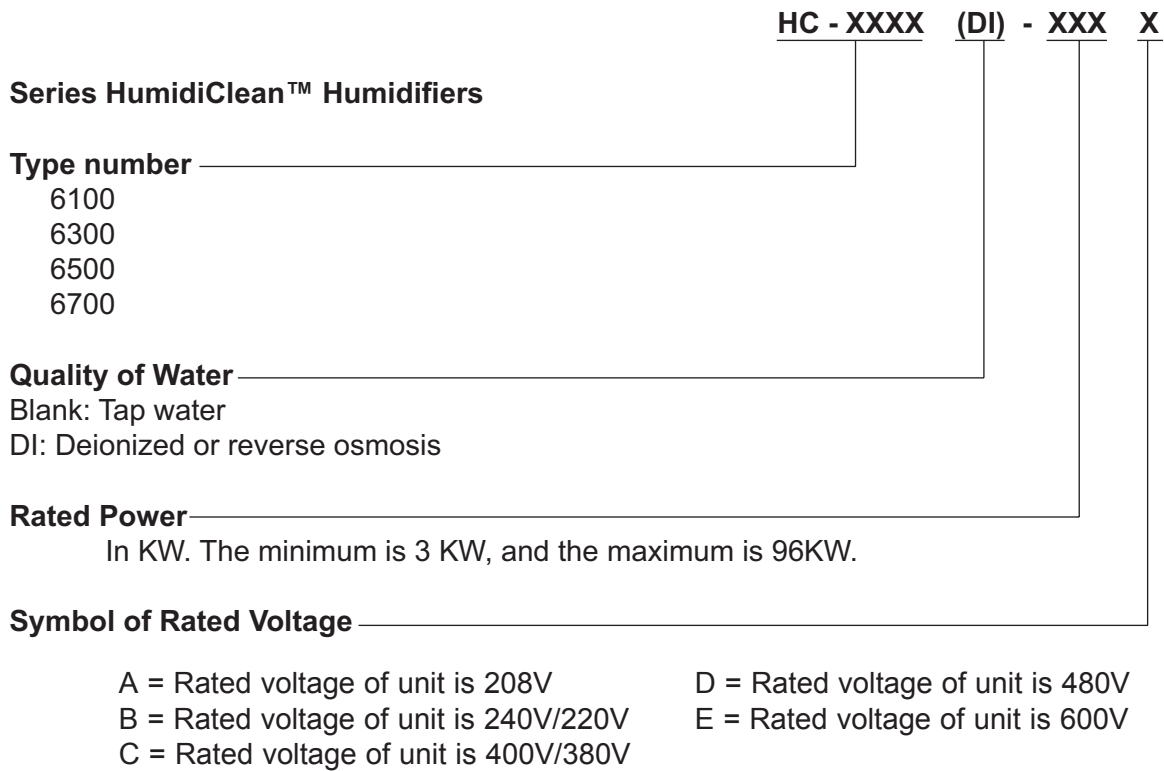 HC - XXXX (DI) - XXX X
Series HumidiClean™ Humidifiers
Type number
6100
6300
6500
6700
Quality of Water
Blank: Tap water
DI: Deionized or reverse osmosis
Rated Power
In KW. The minimum is 3 KW, and the maximum is 96KW.
Symbol of Rated Voltage
A = Rated voltage of unit is 208V
B = Rated voltage of unit is 240V/220V
C = Rated voltage of unit is 400V/380V
D = Rated voltage of unit is 480V
E = Rated voltage of unit is 600V